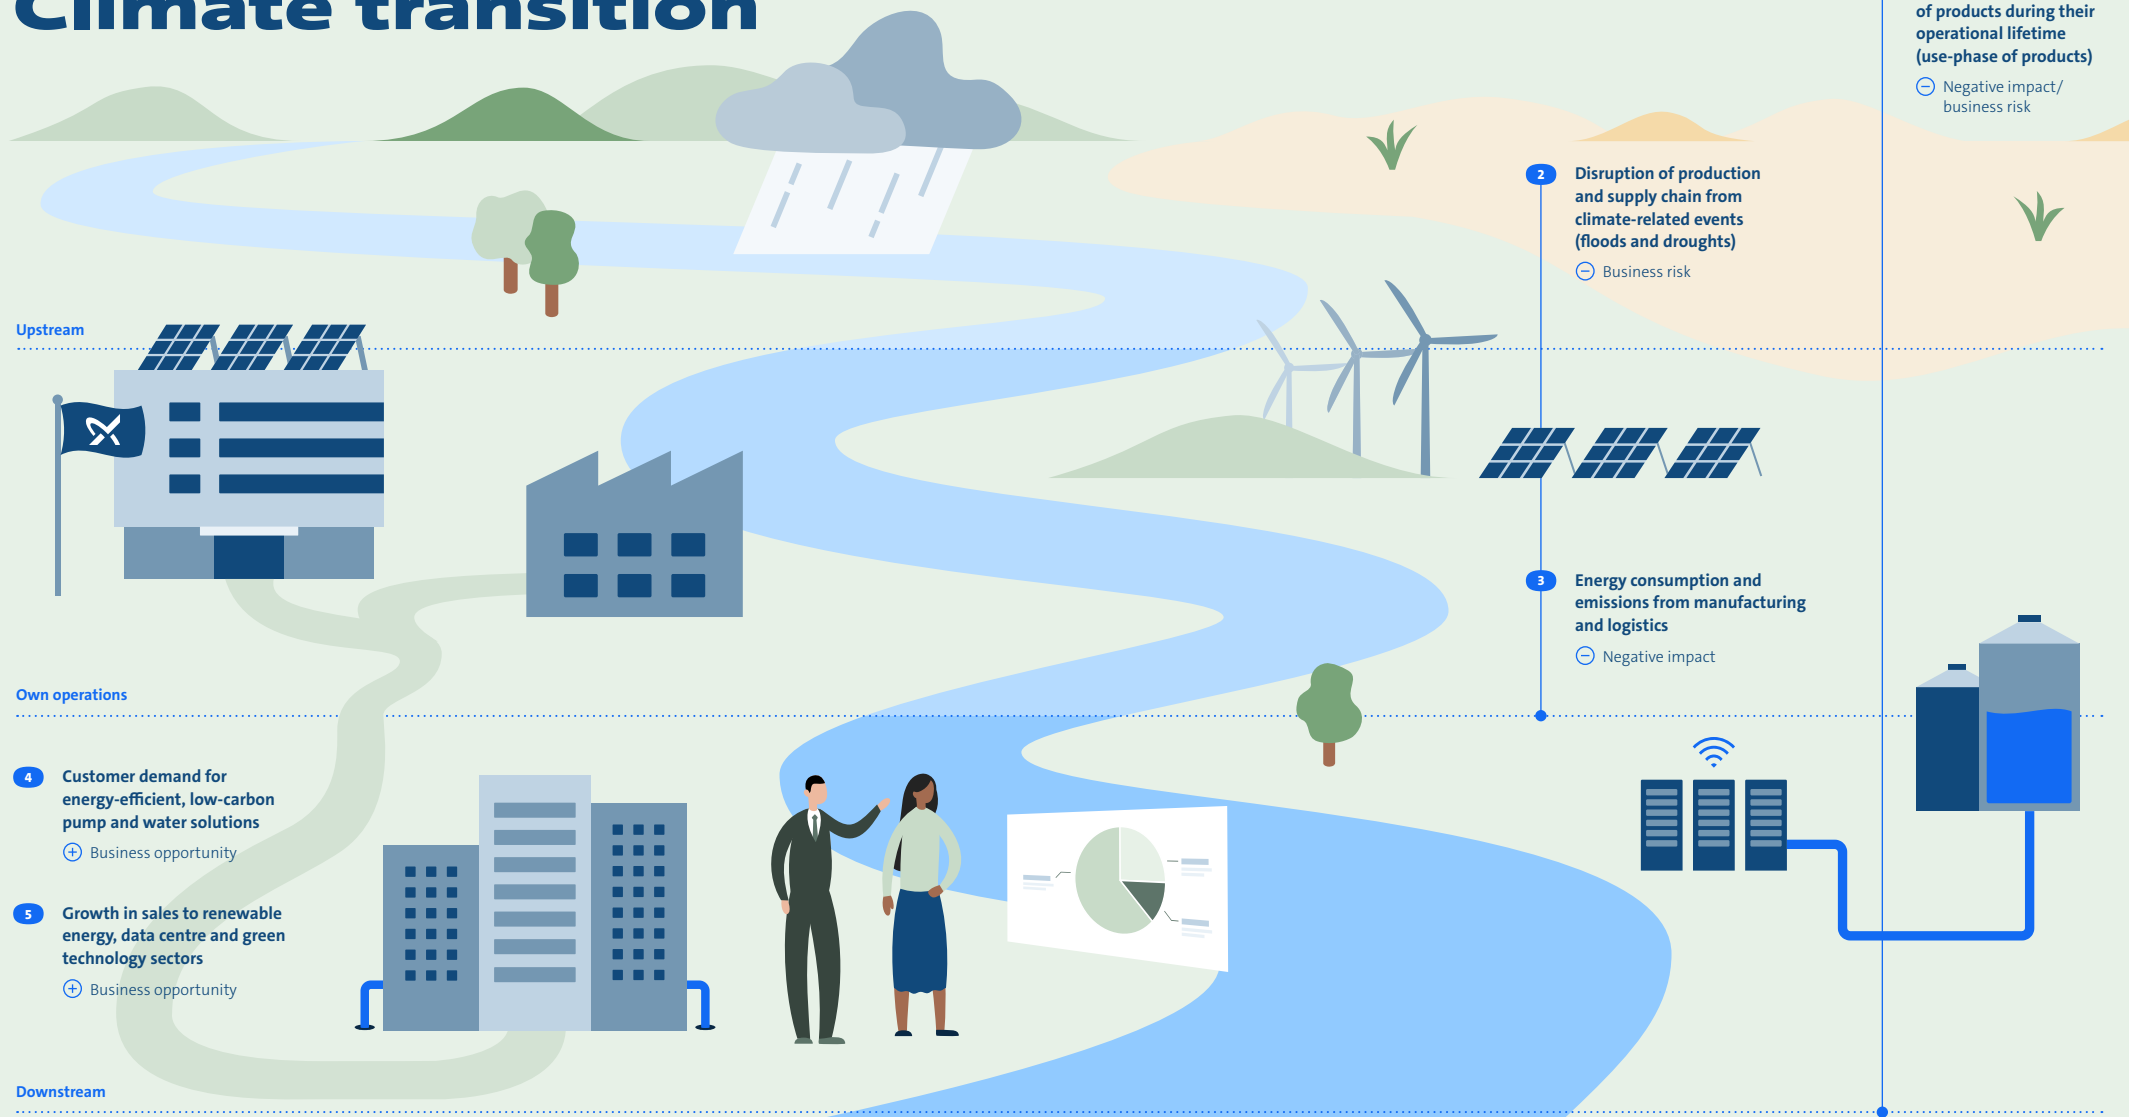 Climate transition
of products during their
operational lifetime
(use-phase of products)
Negative impact/
business risk
2
Disruption of production
and supply chain from
climate-related events
(floods and droughts)
Business risk
Upstream
3
Energy consumption and
emissions from manufacturing
and logistics
Negative impact
Own operations
4
Customer demand for
energy-efficient, low-carbon
pump and water solutions
Business opportunity
5
Growth in sales to renewable
energy, data centre and green
technology sectors
Business opportunity
Downstream